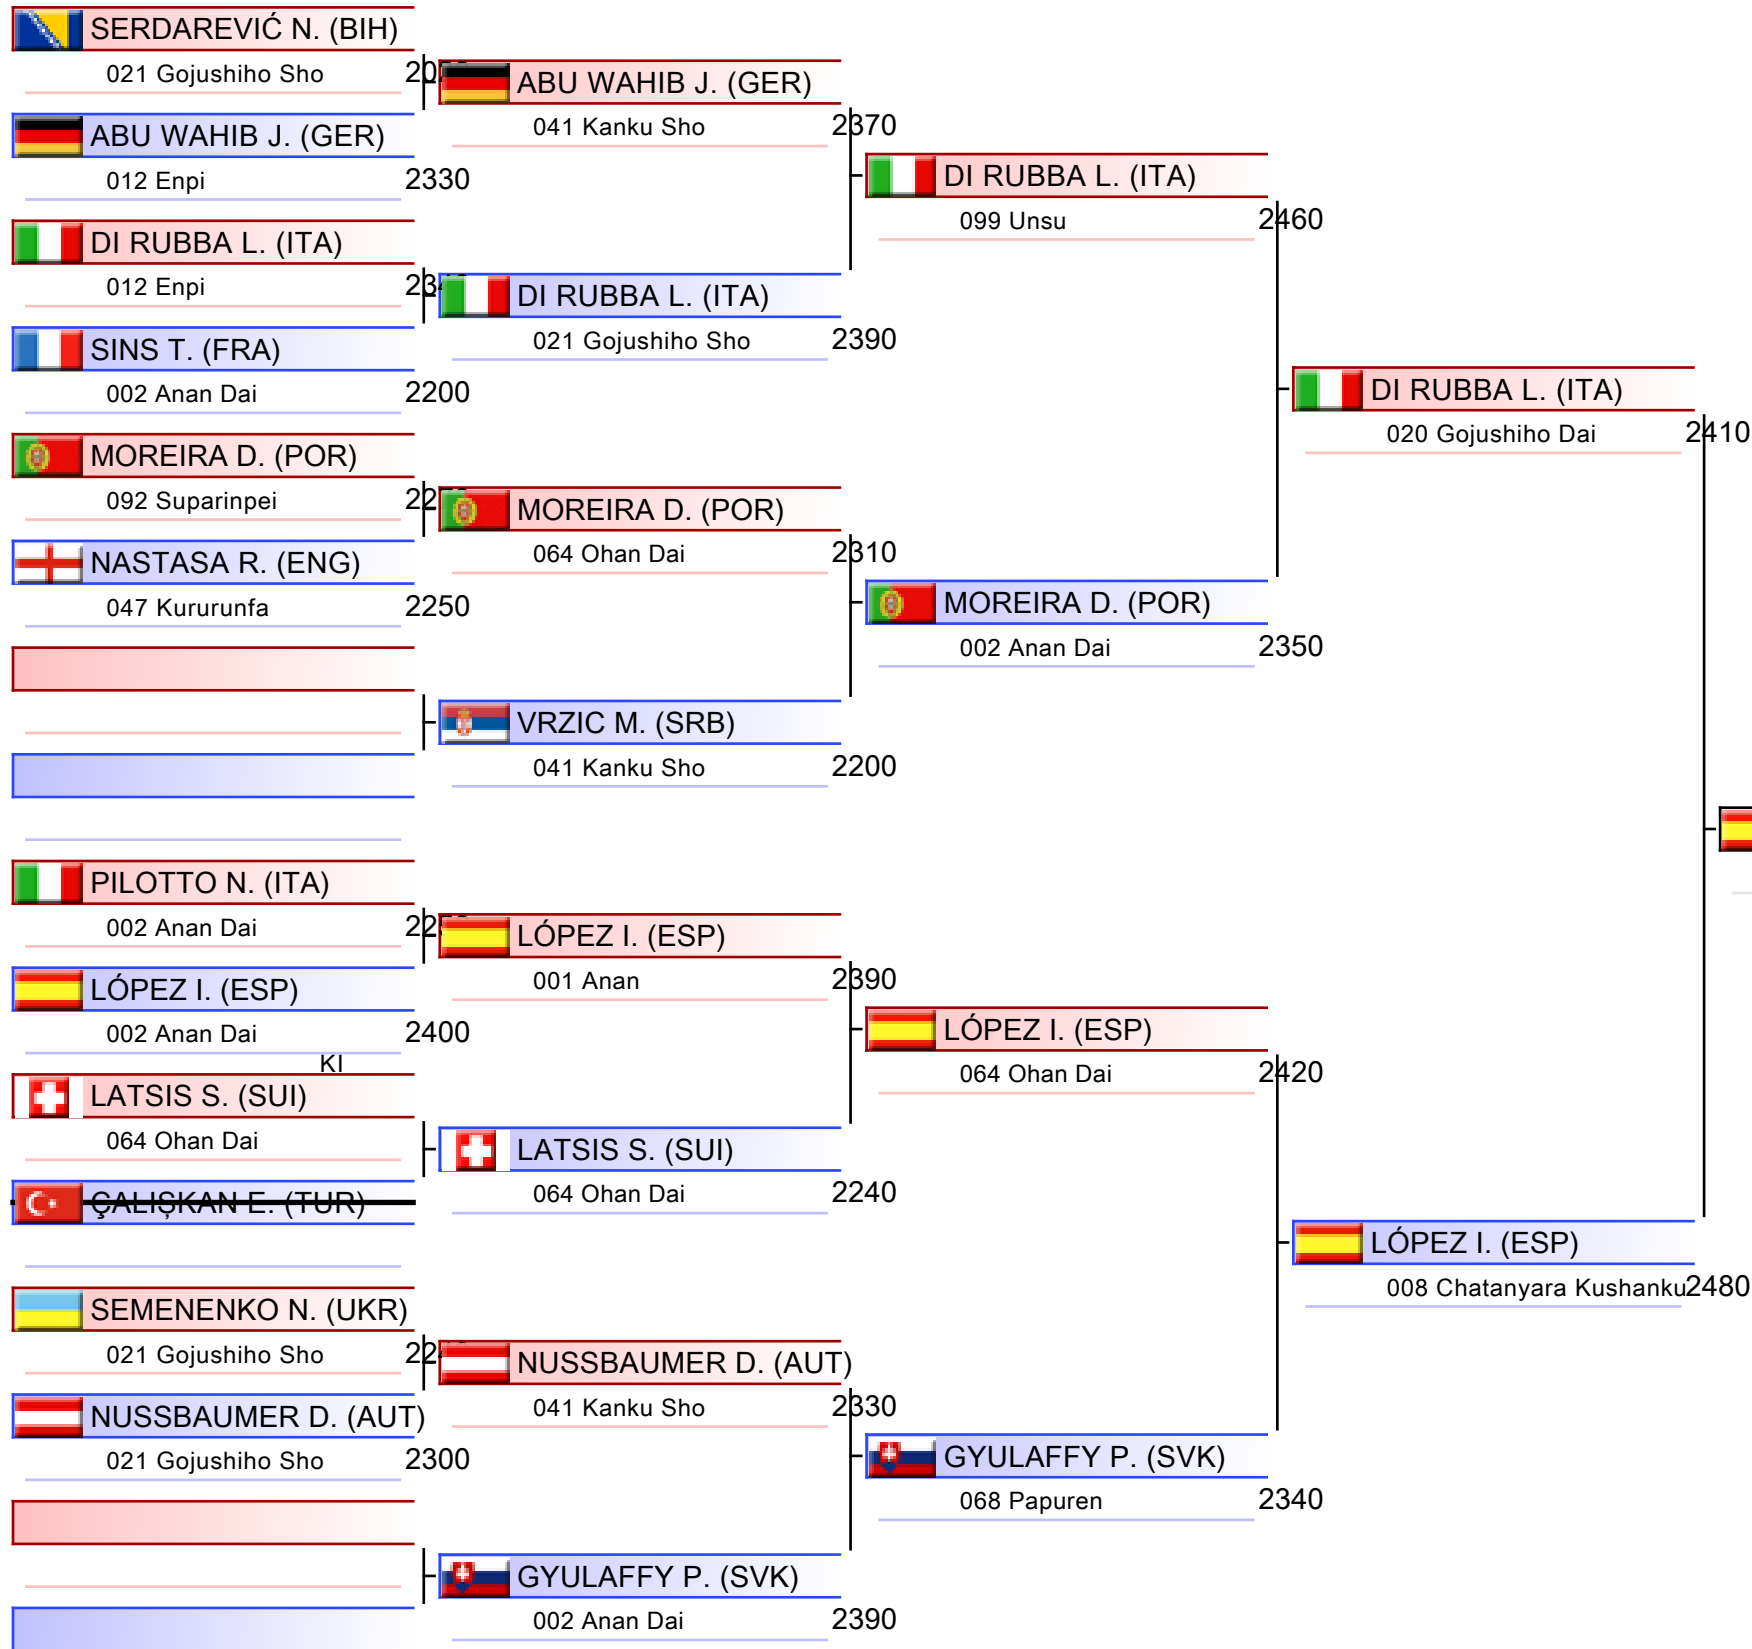 SERDAREVIĆ N. (BIH)
021 Gojushiho Sho
ABU WAHIB J. (GER)
012 Enpi 2330
DI RUBBA L. (ITA)
012 Enpi
SINS T. (FRA)
002 Anan Dai 2200
MOREIRA D. (POR)
092 Suparinpei
NASTASA R. (ENG)
047 Kururunfa 2250
PILOTTO N. (ITA)
002 Anan Dai
LÓPEZ I. (ESP)
002 Anan Dai 2400
KI
LATSIS S. (SUI)
064 Ohan Dai
ÇALIŞKAN E. (TUR)
SEMENENKO N. (UKR)
021 Gojushiho Sho
NUSSBAUMER D. (AUT)
021 Gojushiho Sho 2300
ABU WAHIB J. (GER)
041 Kanku Sho 2370
DI RUBBA L. (ITA)
021 Gojushiho Sho 2390
MOREIRA D. (POR)
064 Ohan Dai 2310
VRZIC M. (SRB)
041 Kanku Sho 2200
LÓPEZ I. (ESP)
001 Anan 2390
LATSIS S. (SUI)
064 Ohan Dai 2240
NUSSBAUMER D. (AUT)
041 Kanku Sho 2330
GYULAFFY P. (SVK)
002 Anan Dai 2390
DI RUBBA L. (ITA)
099 Unsu 2460
MOREIRA D. (POR)
002 Anan Dai 2350
LÓPEZ I. (ESP)
064 Ohan Dai 2420
GYULAFFY P. (SVK)
068 Papuren 2340
DI RUBBA L. (ITA)
020 Gojushiho Dai 2410
LÓPEZ I. (ESP)
008 Chatanyara Kushanku 2480